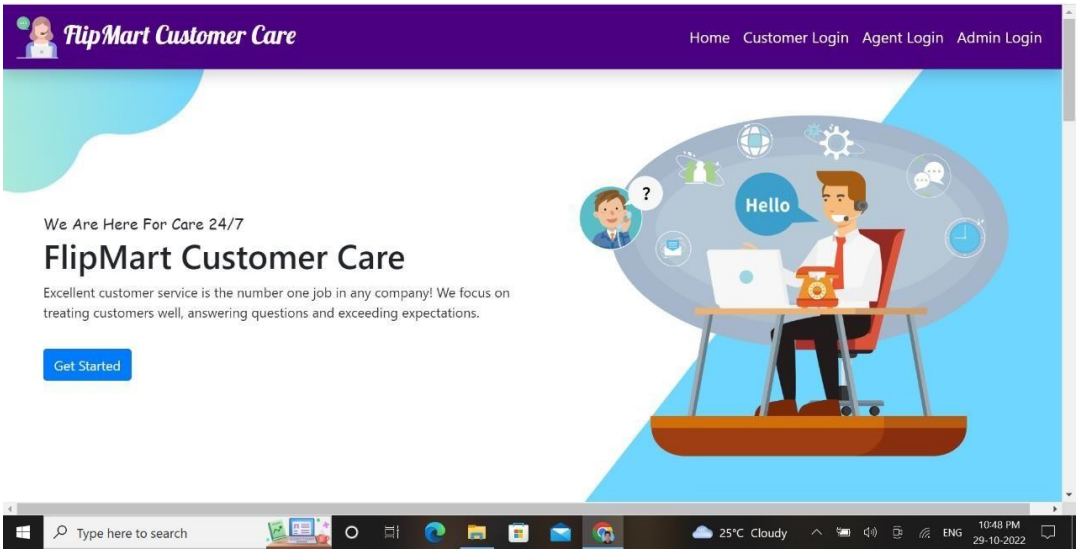 FlipMart Customer Care
Home Customer Login Agent Login Admin Login
?
Hello
We Are Here For Care 24/7
FlipMart Customer Care
Excellent customer service is the number one job in any company! We focus on
treating customers well, answering questions and exceeding expectations.
Get Started
Type here to search
25°C Cloudy
ENG
10:48 PM
29-10-2022